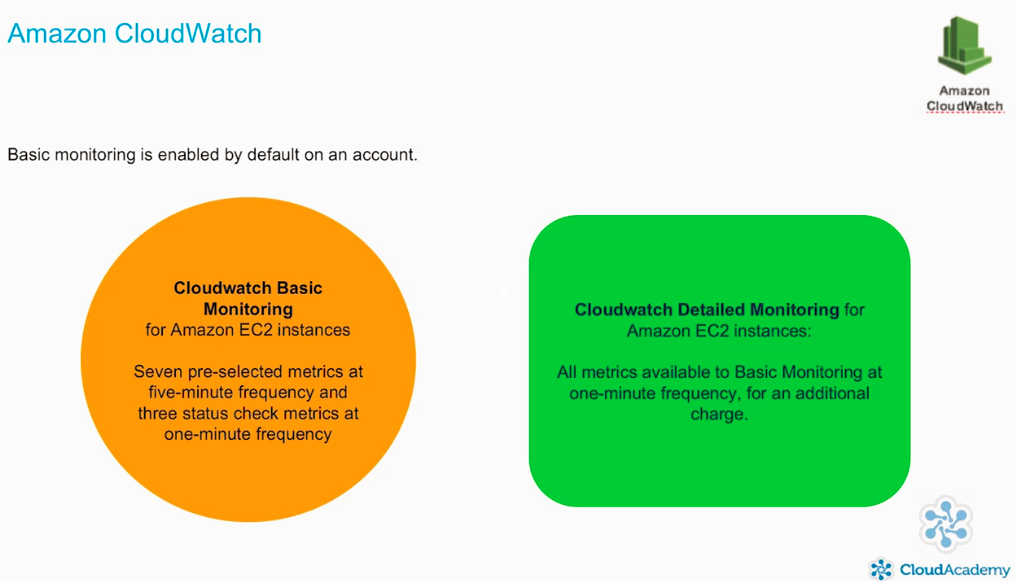 Amazon CloudWatch
Amazon
CloudWatch
Basic monitoring is enabled by default on an account.
Cloudwatch Basic
Monitoring
for Amazon EC2 instances
Seven pre-selected metrics at
five-minute frequency and
three status check metrics at
one-minute frequency
Cloudwatch Detailed Monitoring for
Amazon EC2 instances:
All metrics available to Basic Monitoring at
one-minute frequency, for an additional
charge.
CloudAcademy